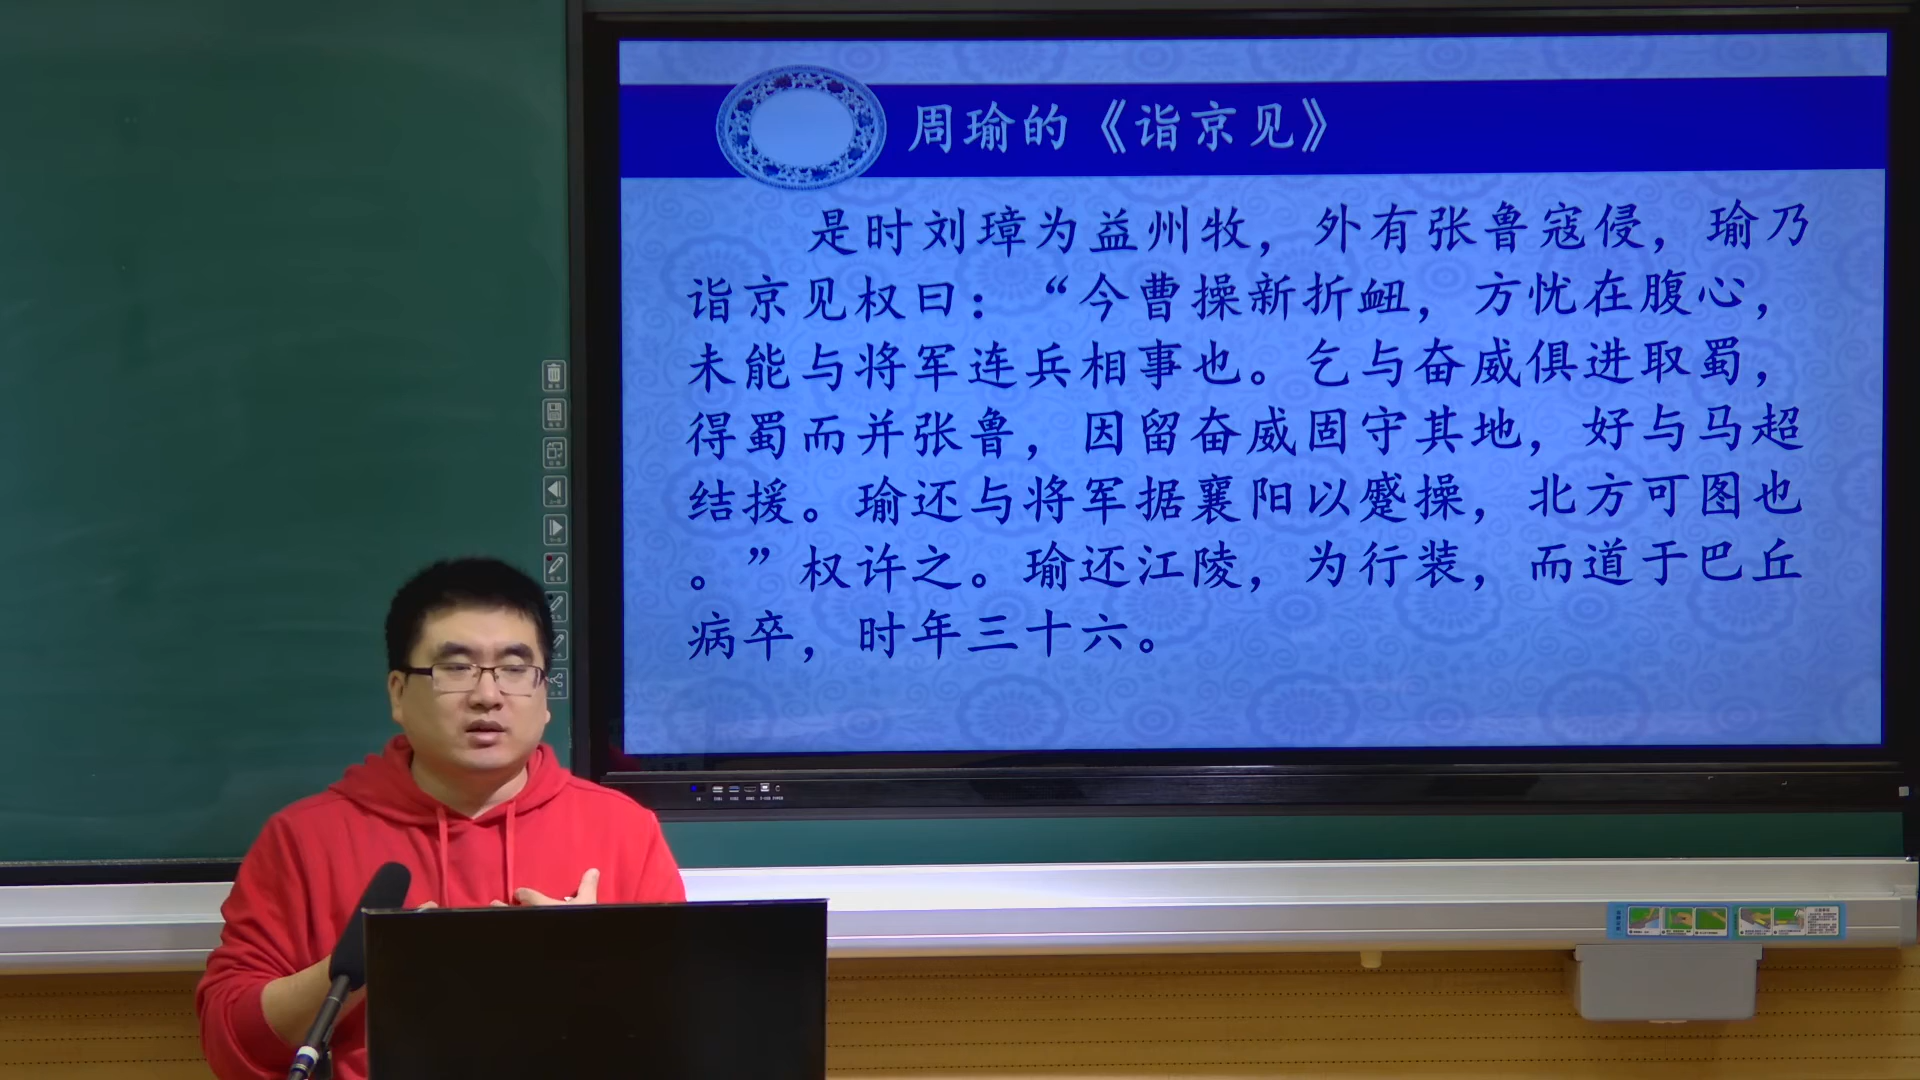 周瑜的《诣京见》
是时刘璋为益州牧，外有张鲁寇侵，瑜乃
诣京见权曰：“今曹操新折衄，方忧在腹心，
未能与将军连兵相事也。乞与奋威俱进取蜀，
得蜀而并张鲁，因留奋威固守其地，好与马超
结援。瑜还与将军据襄阳以蹙操，北方可图也
。”权许之。瑜还江陵，为行装，而道于巴丘
病卒，时年三十六。